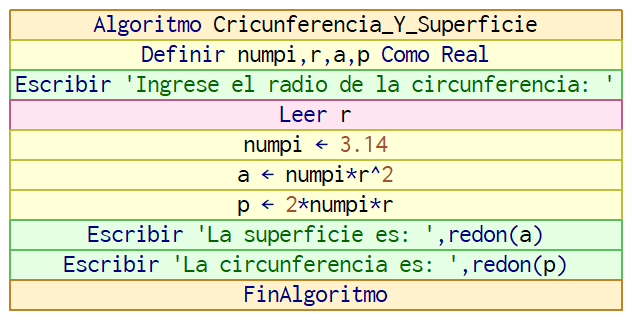 Algoritmo Cricunferencia_Y_Superficie
Definir numpi,r,a,p Como Real
Escribir 'Ingrese el radio de la circunferencia: '
Leer r
numpi ← 3.14
a ← numpi*r^2
p ← 2*numpi*r
Escribir 'La superficie es: ',redon(a)
Escribir 'La circunferencia es: ',redon(p)
FinAlgoritmo